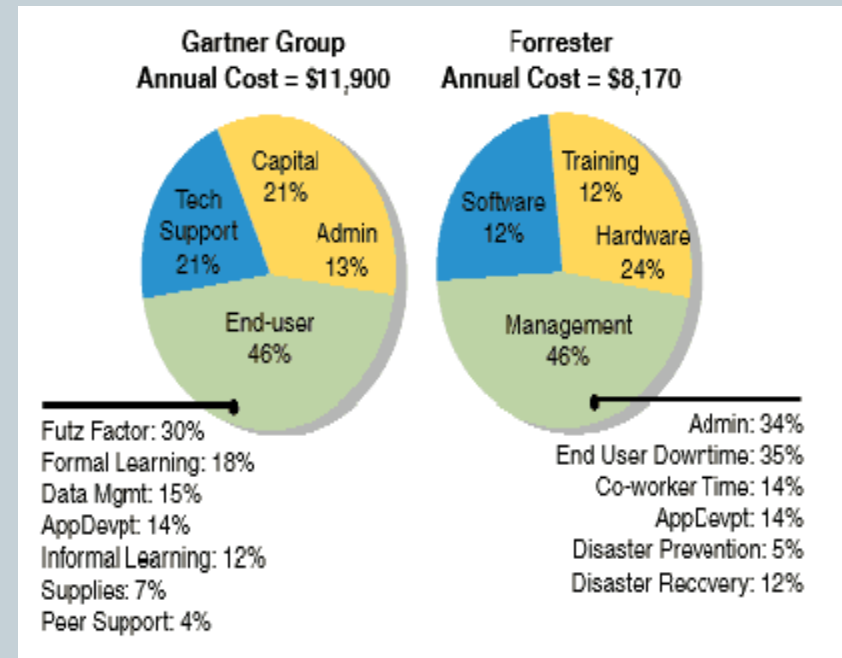 Gartner Group
Annual Cost = $11,900
Capital
21%
Tech
Support
21%
Admin
13%
End-user
46%
Futz Factor: 30%
Formal Learning: 18%
Data Mgmt: 15%
AppDevpt: 14%
Informal Learning: 12%
Supplies: 7%
Peer Support: 4%
Forrester
Annual Cost = $8,170
Training
12%
Software
12%
Hardware
24%
Management
46%
Admin: 34%
End User Dowrtime: 35%
Co-worker Time: 14%
AppCevpt: 14%
Disaster Prevention: 5%
Disaster Reccvery: 12%